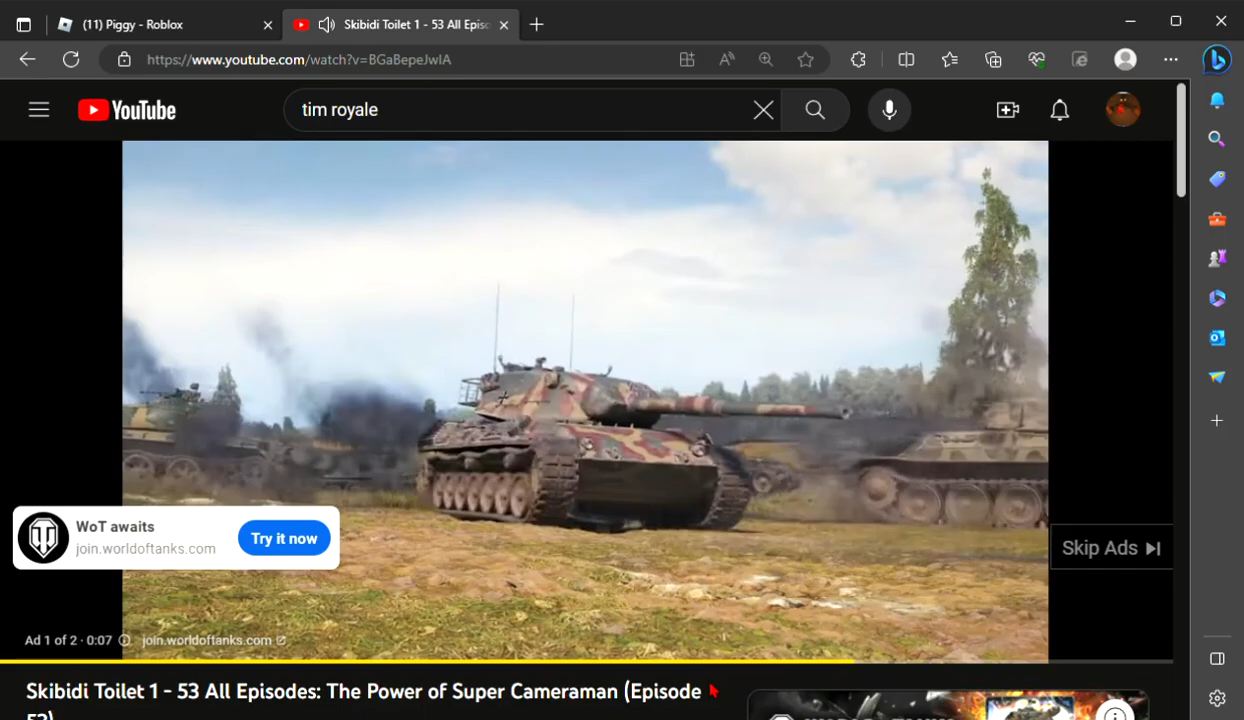 (11) Piggy - Roblox
Skibidi Toilet 1 - 53 All Episo
https://www.youtube.com/watch?v=BGaBepeJwIA
YouTube
tim royale
WoT awaits
join.worldoftanks.com
Try it now
Skip Ads
Ad 1 of 2 · 0:07
join.worldoftanks.com
Skibidi Toilet 1 - 53 All Episodes: The Power of Super Cameraman (Episode